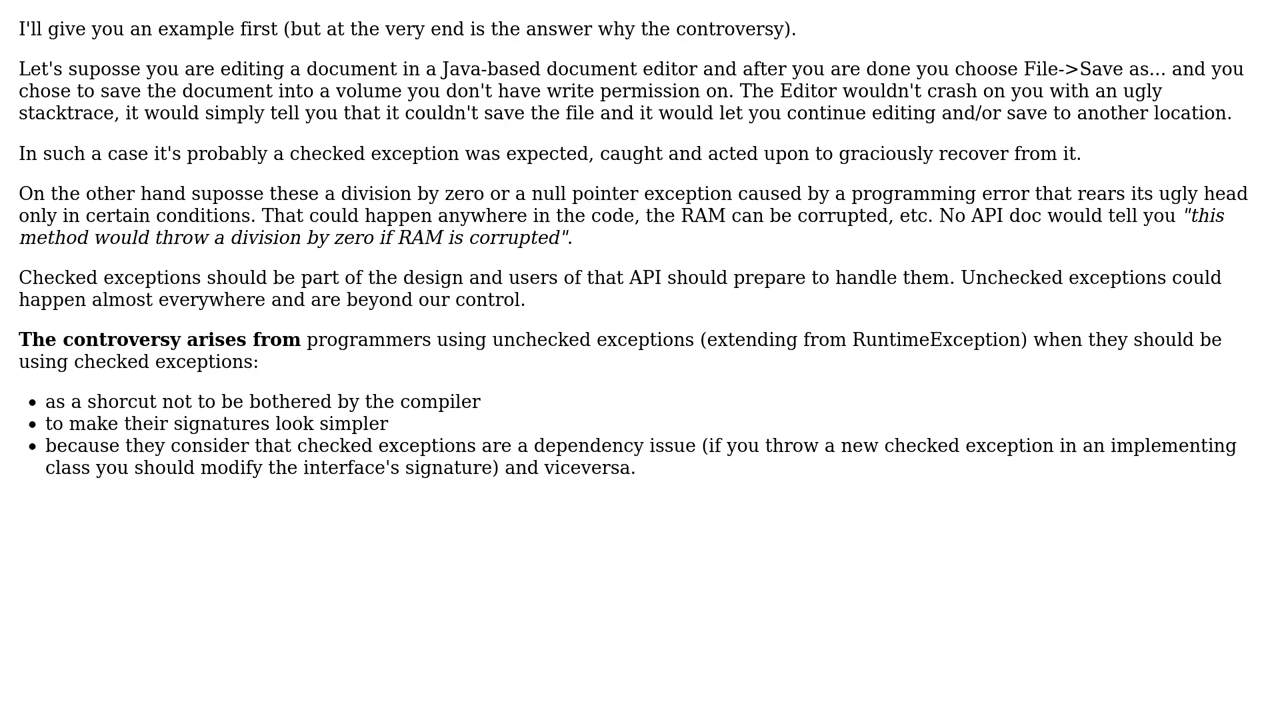 I'll give you an example first (but at the very end is the answer why the controversy).
Let's suposse you are editing a document in a Java-based document editor and after you are done you choose File->Save as... and you
chose to save the document into a volume you don't have write permission on. The Editor wouldn't crash on you with an ugly
stacktrace, it would simply tell you that it couldn't save the file and it would let you continue editing and/or save to another location.
In such a case it's probably a checked exception was expected, caught and acted upon to graciously recover from it.
On the other hand suposse these a division by zero or a null pointer exception caused by a programming error that rears its ugly head
only in certain conditions. That could happen anywhere in the code, the RAM can be corrupted, etc. No API doc would tell you "this
method would throw a division by zero if RAM is corrupted".
Checked exceptions should be part of the design and users of that API should prepare to handle them. Unchecked exceptions could
happen almost everywhere and are beyond our control.
The controversy arises from programmers using unchecked exceptions (extending from RuntimeException) when they should be
using checked exceptions:
• as a shorcut not to be bothered by the compiler
• to make their signatures look simpler
• because they consider that checked exceptions are a dependency issue (if you throw a new checked exception in an implementing
class you should modify the interface's signature) and viceversa.